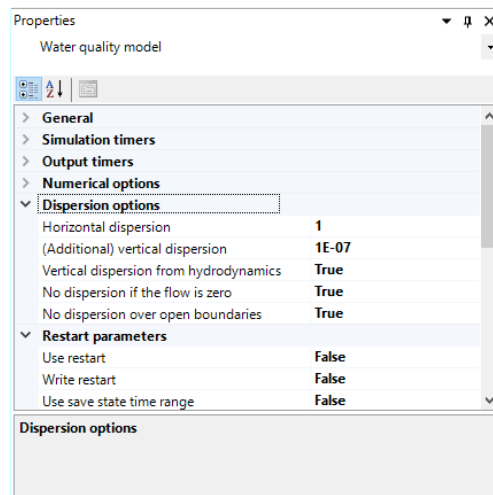 Properties
Water quality model
General
Simulation timers
Output timers
Numerical options
Dispersion options
Horizontal dispersion 1
(Additional) vertical dispersion 1E-07
Vertical dispersion from hydrodynamics True
No dispersion if the flow is zero True
No dispersion over open boundaries True
Restart parameters
Use restart False
Write restart False
Use save state time range False
Dispersion options